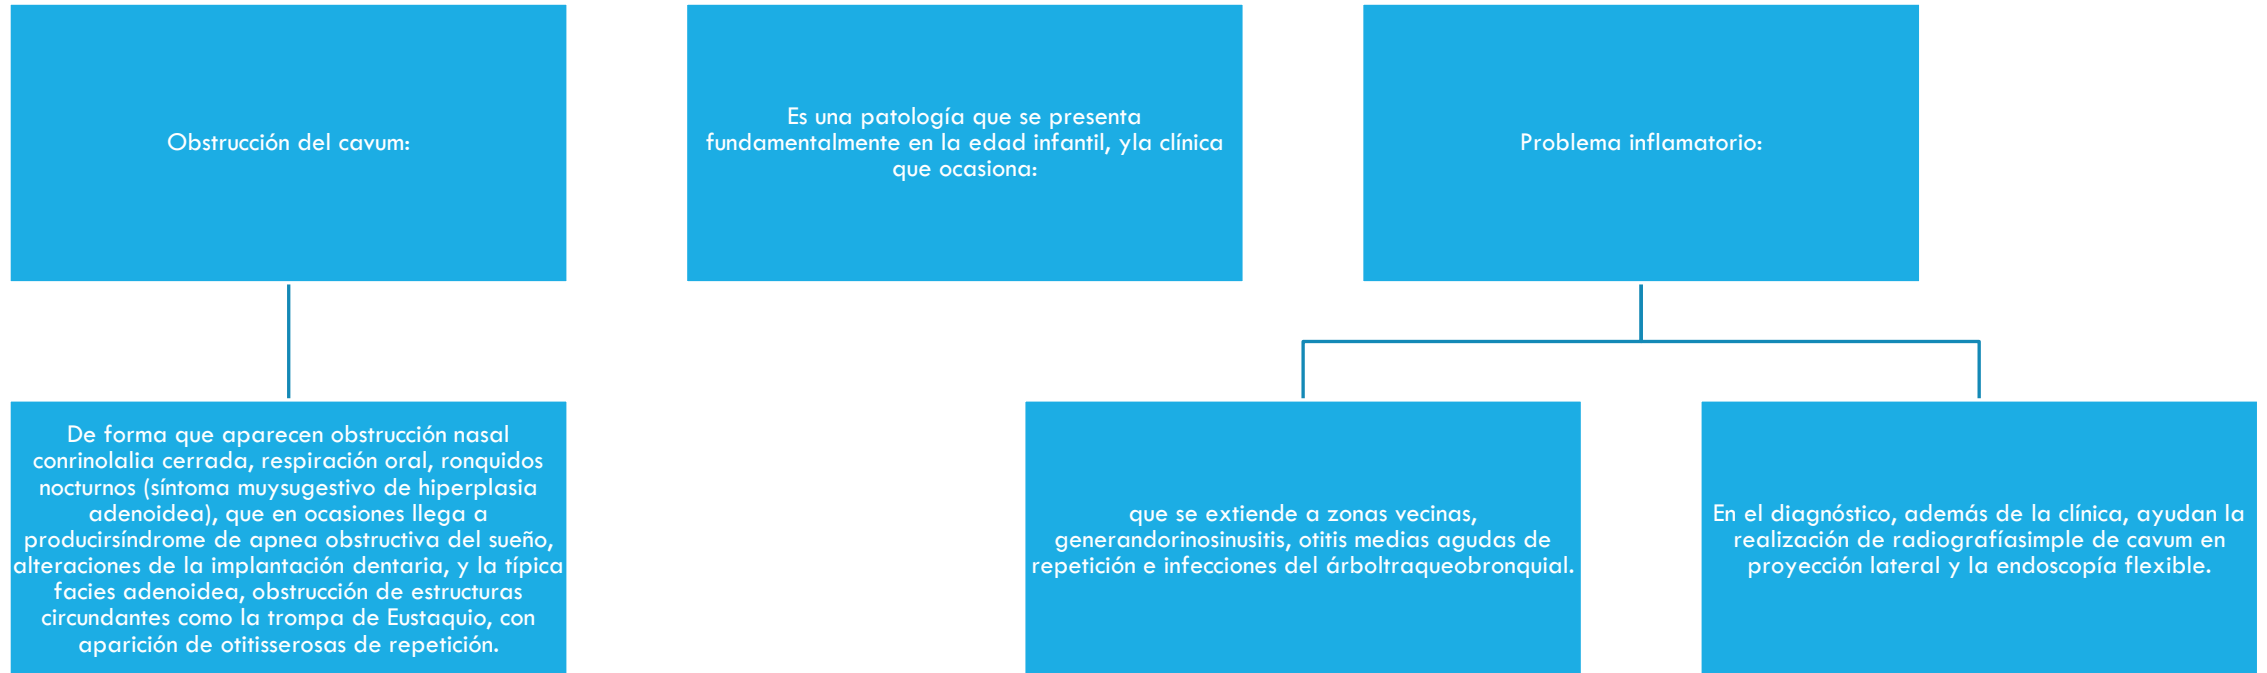 Obstrucción del cavum:
Es una patología que se presenta
fundamentalmente en la edad infantil, yla clínica
que ocasiona:
Problema inflamatorio:
De forma que aparecen obstrucción nasal
conrinolalia cerrada, respiración oral, ronquidos
nocturnos (síntoma muysugestivo de hiperplasia
adenoidea), que en ocasiones llega a
producirsíndrome de apnea obstructiva del sueño,
alteraciones de la implantación dentaria, y la típica
facies adenoidea, obstrucción de estructuras
circundantes como la trompa de Eustaquio, con
aparición de otitisserosas de repetición.
que se extiende a zonas vecinas,
generandorinosinusitis, otitis medias agudas de
repetición e infecciones del árboltraqueobronquial.
En el diagnóstico, además de la clínica, ayudan la
realización de radiografíasimple de cavum en
proyección lateral y la endoscopía flexible.